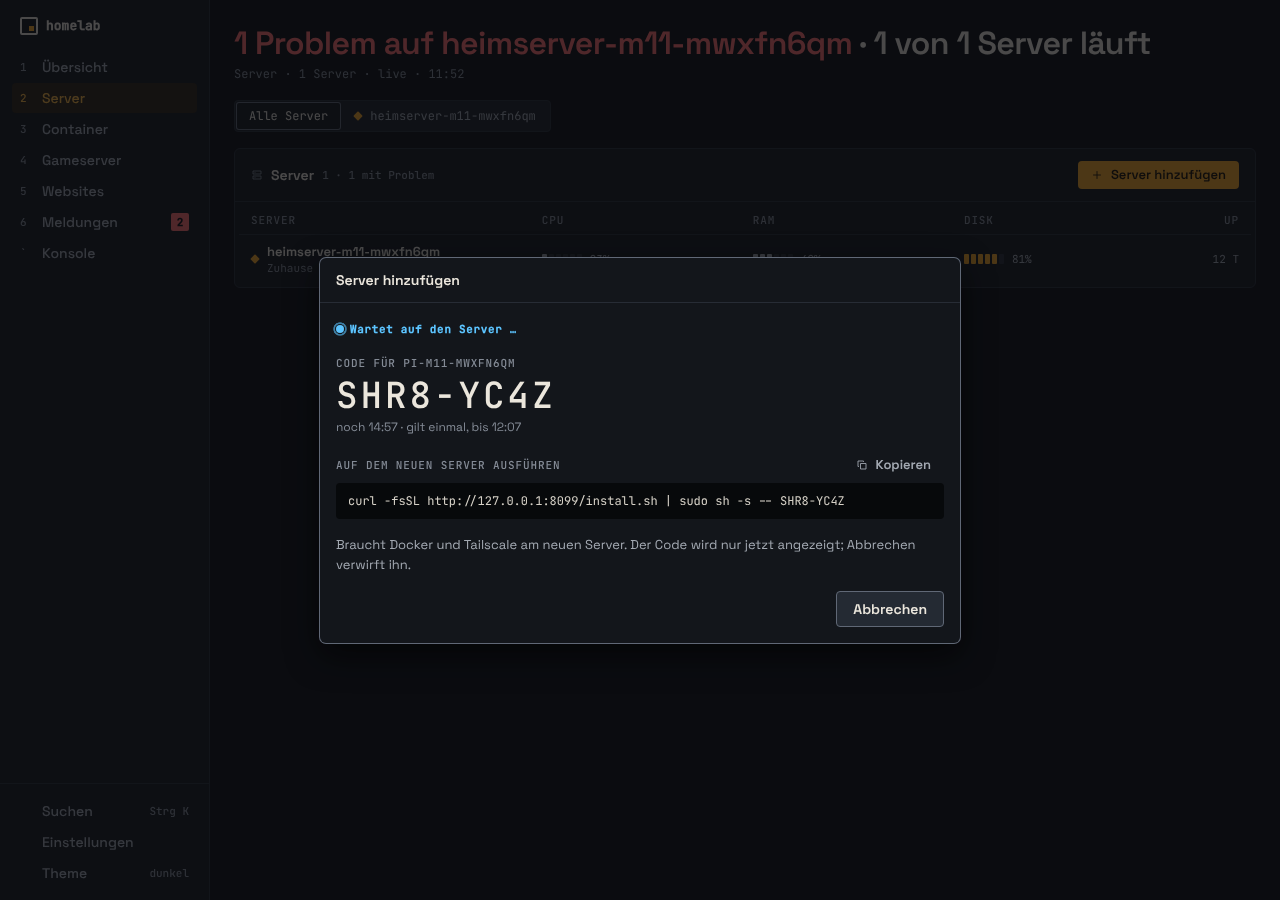 homelab
1 Übersicht
2 Server
3 Container
4 Gameserver
5 Websites
6 Meldungen 2
` Konsole
Suchen Strg K
Einstellungen
Theme dunkel
1 Problem auf heimserver-m11-mwxfn6qm · 1 von 1 Server läuft
Server · 1 Server · live · 11:52
Alle Server
heimserver-m11-mwxfn6qm
Server 1 · 1 mit Problem
+ Server hinzufügen
SERVER CPU RAM DISK UP
heimserver-m11-mwxfn6qm
Zuhause
81% 12 T
Server hinzufügen
Wartet auf den Server …
CODE FÜR PI-M11-MWXFN6QM
SHR8-YC4Z
noch 14:57 · gilt einmal, bis 12:07
AUF DEM NEUEN SERVER AUSFÜHREN
Kopieren
curl -fsSL http://127.0.0.1:8099/install.sh | sudo sh -s -- SHR8-YC4Z
Braucht Docker und Tailscale am neuen Server. Der Code wird nur jetzt angezeigt; Abbrechen
verwirft ihn.
Abbrechen